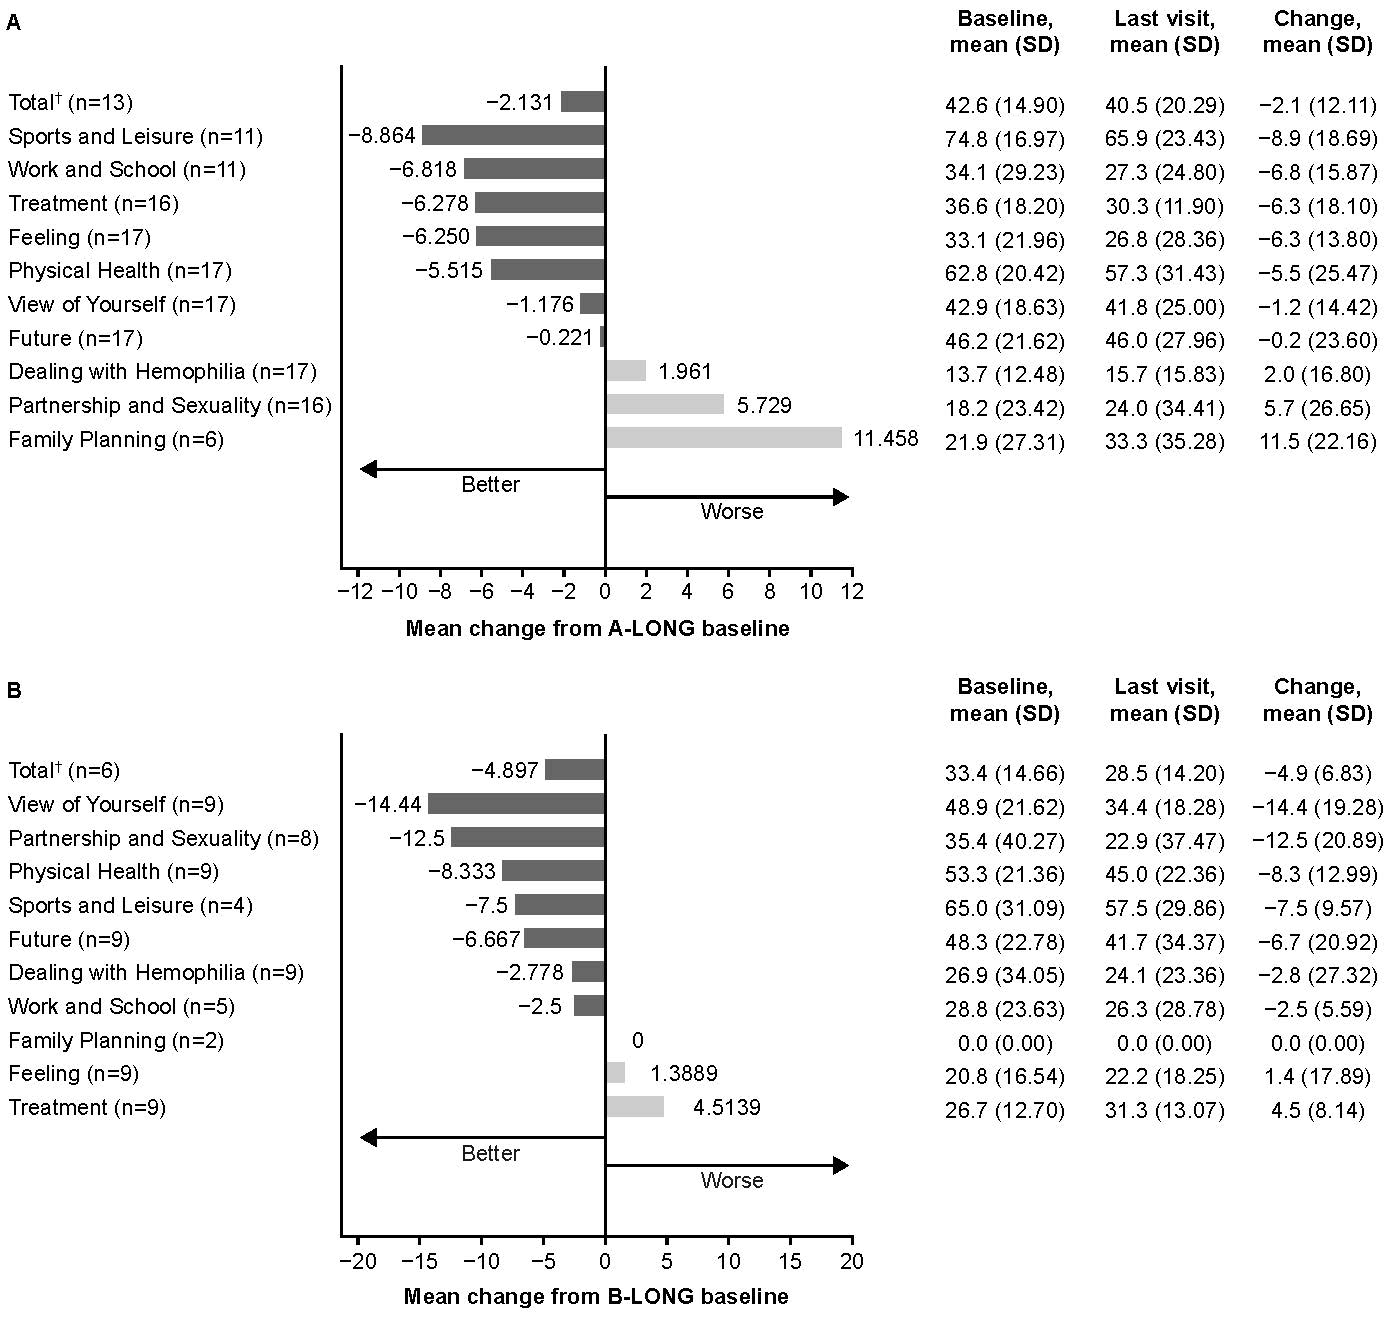 A
Baseline, mean (SD) Last visit, mean (SD) Change, mean (SD)
Total† (n=13) −2.131 42.6 (14.90) 40.5 (20.29) −2.1 (12.11)
Sports and Leisure (n=11) −8.864 74.8 (16.97) 65.9 (23.43) −8.9 (18.69)
Work and School (n=11) −6.818 34.1 (29.23) 27.3 (24.80) −6.8 (15.87)
Treatment (n=16) −6.278 36.6 (18.20) 30.3 (11.90) −6.3 (18.10)
Feeling (n=17) −6.250 33.1 (21.96) 26.8 (28.36) −6.3 (13.80)
Physical Health (n=17) −5.515 62.8 (20.42) 57.3 (31.43) −5.5 (25.47)
View of Yourself (n=17) −1.176 42.9 (18.63) 41.8 (25.00) −1.2 (14.42)
Future (n=17) −0.221 46.2 (21.62) 46.0 (27.96) −0.2 (23.60)
Dealing with Hemophilia (n=17) 1.961 13.7 (12.48) 15.7 (15.83) 2.0 (16.80)
Partnership and Sexuality (n=16) 5.729 18.2 (23.42) 24.0 (34.41) 5.7 (26.65)
Family Planning (n=6) 11.458 21.9 (27.31) 33.3 (35.28) 11.5 (22.16)
Better
Worse
−12 −10 −8 −6 −4 −2 0 2 4 6 8 10 12
Mean change from A-LONG baseline
B
Baseline, mean (SD) Last visit, mean (SD) Change, mean (SD)
Total† (n=6) −4.897 33.4 (14.66) 28.5 (14.20) −4.9 (6.83)
View of Yourself (n=9) −14.44 48.9 (21.62) 34.4 (18.28) −14.4 (19.28)
Partnership and Sexuality (n=8) −12.5 35.4 (40.27) 22.9 (37.47) −12.5 (20.89)
Physical Health (n=9) −8.333 53.3 (21.36) 45.0 (22.36) −8.3 (12.99)
Sports and Leisure (n=4) −7.5 65.0 (31.09) 57.5 (29.86) −7.5 (9.57)
Future (n=9) −6.667 48.3 (22.78) 41.7 (34.37) −6.7 (20.92)
Dealing with Hemophilia (n=9) −2.778 26.9 (34.05) 24.1 (23.36) −2.8 (27.32)
Work and School (n=5) −2.5 28.8 (23.63) 26.3 (28.78) −2.5 (5.59)
Family Planning (n=2) 0 0.0 (0.00) 0.0 (0.00) 0.0 (0.00)
Feeling (n=9) 1.3889 20.8 (16.54) 22.2 (18.25) 1.4 (17.89)
Treatment (n=9) 4.5139 26.7 (12.70) 31.3 (13.07) 4.5 (8.14)
Better
Worse
−20 −15 −10 −5 0 5 10 15 20
Mean change from B-LONG baseline